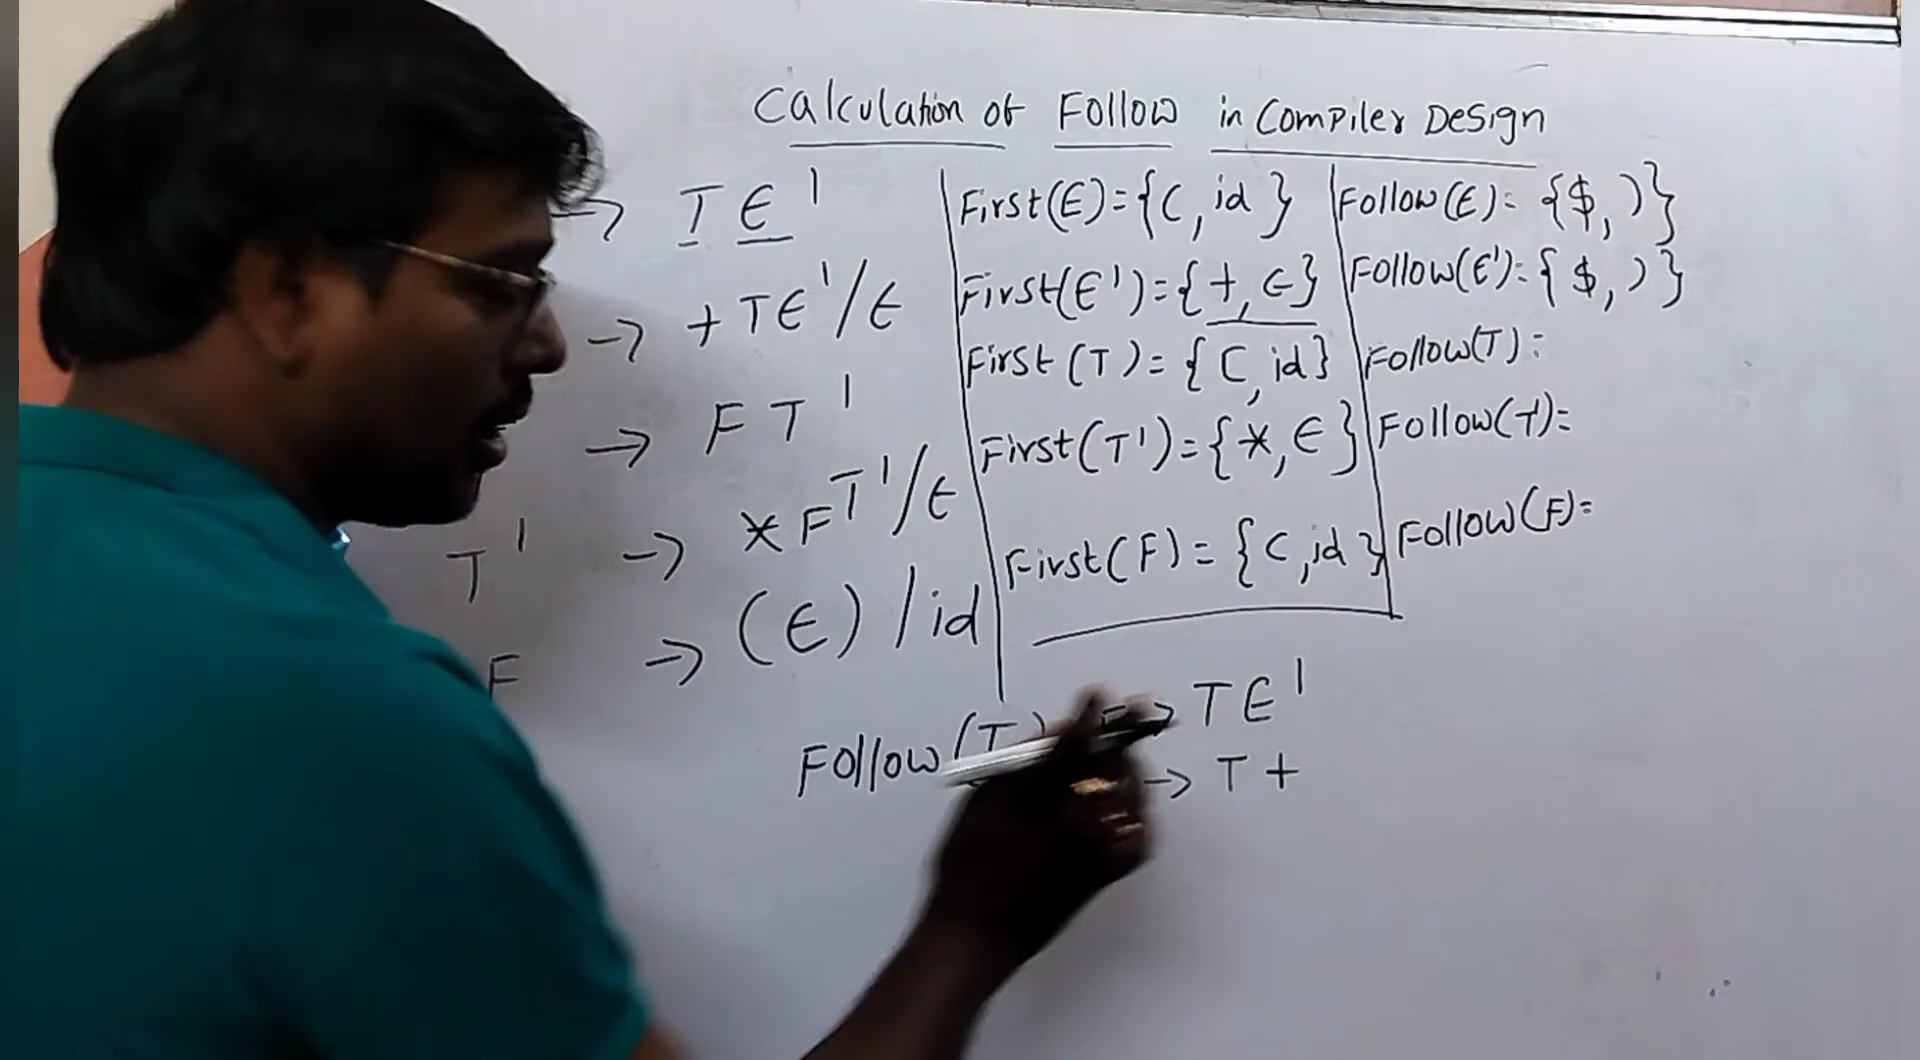 Calculation of Follow in Compiler Design
→ TE'
→ +TE'/ε
→ FT'
T' → *FT'/ε
F → (E)/id
First(E)={(, id}
First(E')={+, ε}
First(T)={(, id}
First(T')={*, ε}
First(F)={(, id}
Follow(E)={$, )}
Follow(E')={$, )}
Follow(T)=
Follow(T')=
Follow(F)=
Follow(T) → TE'
→ T+